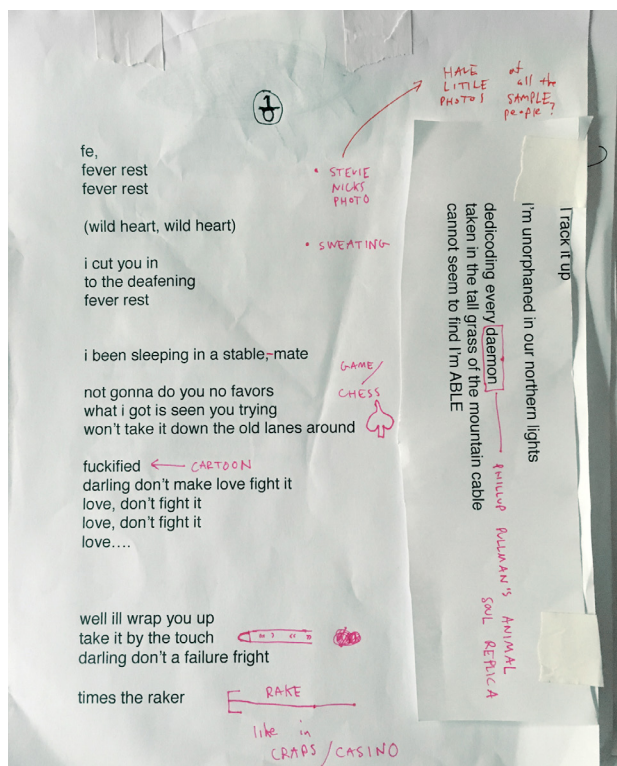 HALE
LITTLE
PHOTOS
of
all the
SAMPLE
people?
fe,
fever rest
fever rest
• STEVIE
NICKS
PHOTO
(wild heart, wild heart)
• SWEATING
i cut you in
to the deafening
fever rest
i been sleeping in a stable,-mate
GAME/
CHESS
not gonna do you no favors
what i got is seen you trying
won't take it down the old lanes around
fuckified
CARTOON
darling don't make love fight it
love, don't fight it
love, don't fight it
love....
well ill wrap you up
take it by the touch
darling don't a failure fright
times the raker
RAKE
like in
CRAPS/CASINO
I rack it up
I'm unorphaned in our northern lights
dedicoding every daemon
taken in the tall grass of the mountain cable
cannot seem to find I'm ABLE
PHILLUP PULLMAN'S ANIMAL
SOUL REPLICA